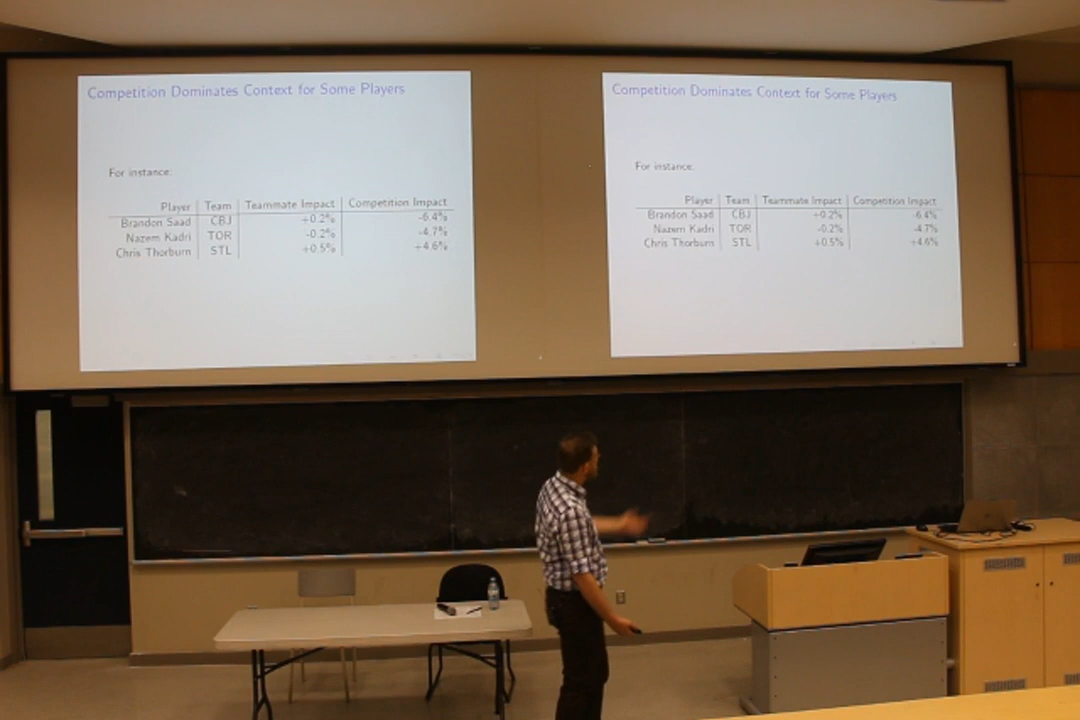 Competition Dominates Context for Some Players
For instance:
Player Team Teammate Impact Competition Impact
Brandon Saad CBJ +0.2% -6.4%
Nazem Kadri TOR -0.2% -4.7%
Chris Thorburn STL +0.5% +4.6%
Competition Dominates Context for Some Players
For instance:
Player Team Teammate Impact Competition Impact
Brandon Saad CBJ +0.2% -6.4%
Nazem Kadri TOR -0.2% -4.7%
Chris Thorburn STL +0.5% +4.6%